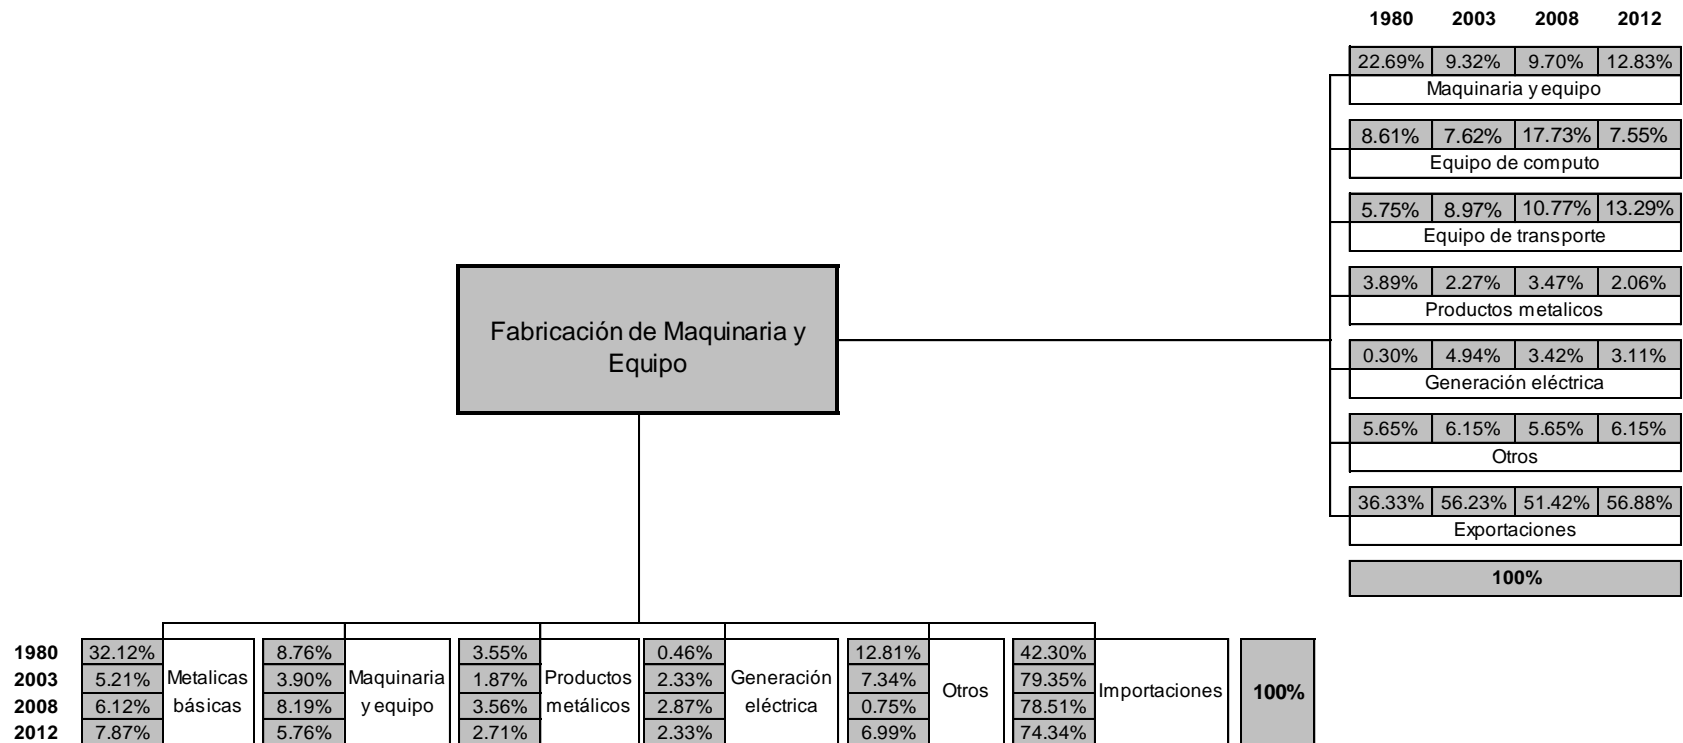 1980 2003 2008 2012
22.69% 9.32% 9.70% 12.83%
Maquinaria y equipo
8.61% 7.62% 17.73% 7.55%
Equipo de computo
5.75% 8.97% 10.77% 13.29%
Equipo de transporte
3.89% 2.27% 3.47% 2.06%
Productos metalicos
0.30% 4.94% 3.42% 3.11%
Generación eléctrica
5.65% 6.15% 5.65% 6.15%
Otros
36.33% 56.23% 51.42% 56.88%
Exportaciones
100%
Fabricación de Maquinaria y
Equipo
1980 32.12% 8.76% 3.55% 0.46% 12.81% 42.30%
2003 5.21% Metalicas 3.90% Maquinaria 1.87% Productos 2.33% Generación 7.34% Otros 79.35% Importaciones 100%
2008 6.12% básicas 8.19% y equipo 3.56% metálicos 2.87% eléctrica 0.75% 78.51%
2012 7.87% 5.76% 2.71% 2.33% 6.99% 74.34%